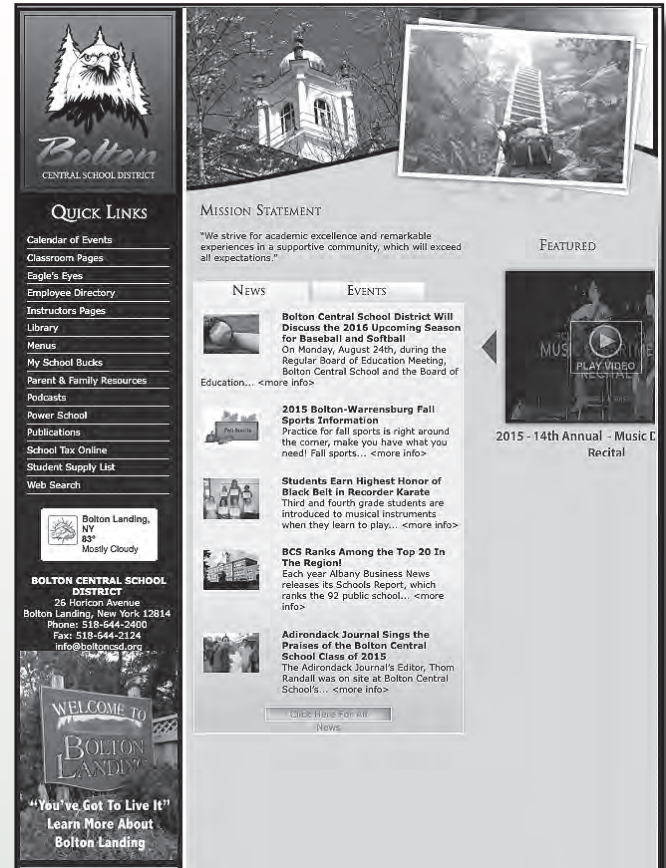 Bolton
CENTRAL SCHOOL DISTRICT
QUICK LINKS
Calendar of Events
Classroom Pages
Eagle's Eyes
Employee Directory
Instructors Pages
Library
Menus
My School Bucks
Parent & Family Resources
Podcasts
Power School
Publications
School Tax Online
Student Supply List
Web Search
Bolton Landing,
NY
83°
Mostly Cloudy
BOLTON CENTRAL SCHOOL
DISTRICT
26 Horicon Avenue
Bolton Landing, New York 12814
Phone: 518-644-2400
Fax: 518-644-2124
info@boltoncsd.org
WELCOME TO
BOLTON
LANDING
"You've Got To Live It"
Learn More About
Bolton Landing
MISSION STATEMENT
"We strive for academic excellence and remarkable
experiences in a supportive community, which will exceed
all expectations."
NEWS
EVENTS
Bolton Central School District Will
Discuss the 2016 Upcoming Season
for Baseball and Softball
On Monday, August 24th, during the
Regular Board of Education Meeting,
Bolton Central School and the Board of
Education... <more info>
2015 Bolton-Warrensburg Fall
Sports Information
Practice for fall sports is right around
the corner, make you have what you
need! Fall sports... <more info>
Students Earn Highest Honor of
Black Belt in Recorder Karate
Third and fourth grade students are
introduced to musical instruments
when they learn to play... <more info>
BCS Ranks Among the Top 20 In
The Region!
Each year Albany Business News
releases its Schools Report, which
ranks the 92 public school... <more
info>
Adirondack Journal Sings the
Praises of the Bolton Central
School Class of 2015
The Adirondack Journal's Editor, Thom
Randall was on site at Bolton Central
School's... <more info>
Click Here For All
News
FEATURED
PLAY VIDEO
RECITAL
2015 - 14th Annual - Music D
Recital